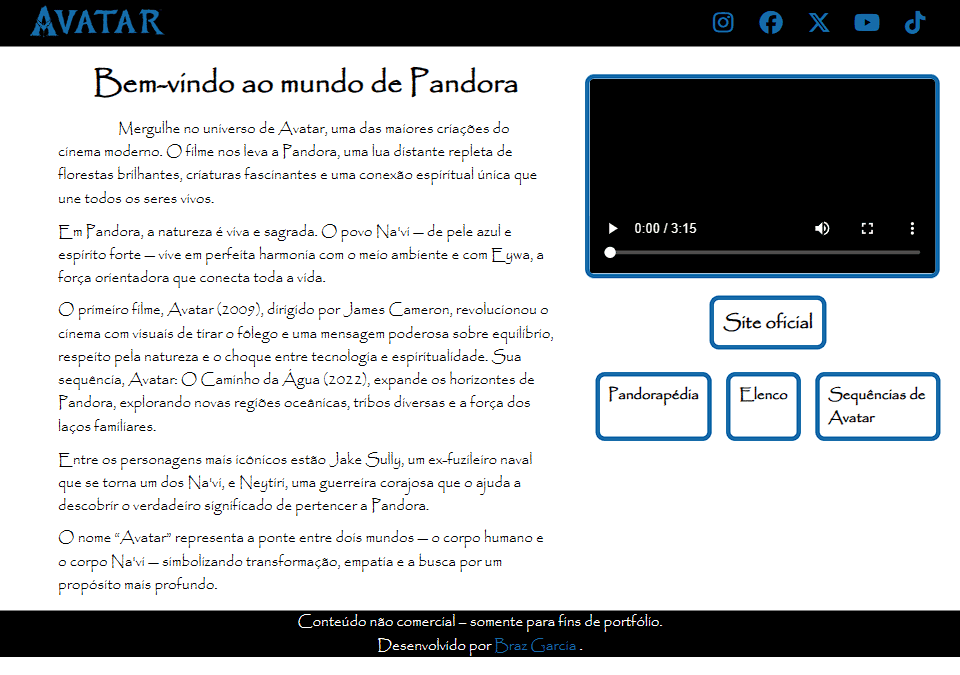 AVATAR
Bem-vindo ao mundo de Pandora
Mergulhe no universo de Avatar, uma das maiores criações do
cinema moderno. O filme nos leva a Pandora, uma lua distante repleta de
florestas brilhantes, criaturas fascinantes e uma conexão espiritual única que
une todos os seres vivos.
Em Pandora, a natureza é viva e sagrada. O povo Na'vi — de pele azul e
espírito forte — vive em perfeita harmonia com o meio ambiente e com Eywa, a
força orientadora que conecta toda a vida.
O primeiro filme, Avatar (2009), dirigido por James Cameron, revolucionou o
cinema com visuais de tirar o fôlego e uma mensagem poderosa sobre equilíbrio,
respeito pela natureza e o choque entre tecnologia e espiritualidade. Sua
sequência, Avatar: O Caminho da Água (2022), expande os horizontes de
Pandora, explorando novas regiões oceânicas, tribos diversas e a força dos
laços familiares.
Entre os personagens mais icônicos estão Jake Sully, um ex-fuzileiro naval
que se torna um dos Na'vi, e Neytiri, uma guerreira corajosa que o ajuda a
descobrir o verdadeiro significado de pertencer a Pandora.
O nome “Avatar” representa a ponte entre dois mundos — o corpo humano e
o corpo Na'vi — simbolizando transformação, empatia e a busca por um
propósito mais profundo.
0:00 / 3:15
Site oficial
Pandorapédia
Elenco
Sequências de
Avatar
Conteúdo não comercial – somente para fins de portfólio.
Desenvolvido por Braz Garcia .